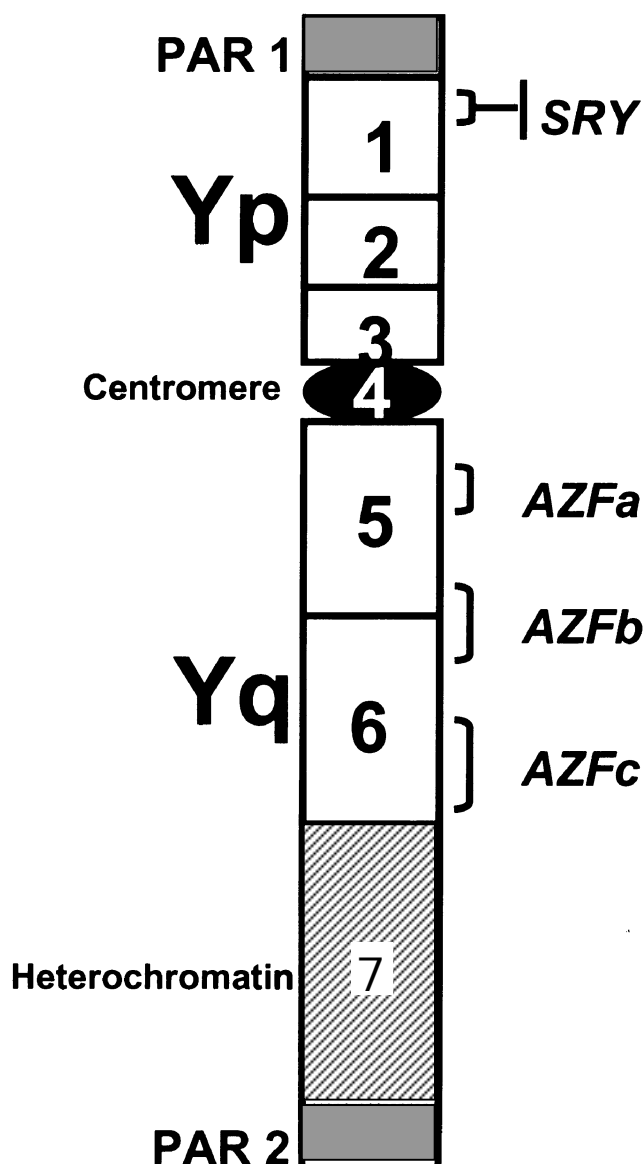 PAR 1
SRY
1
Yp
2
3
Centromere
4
AZFa
5
AZFb
Yq
6
AZFc
Heterochromatin
7
PAR 2